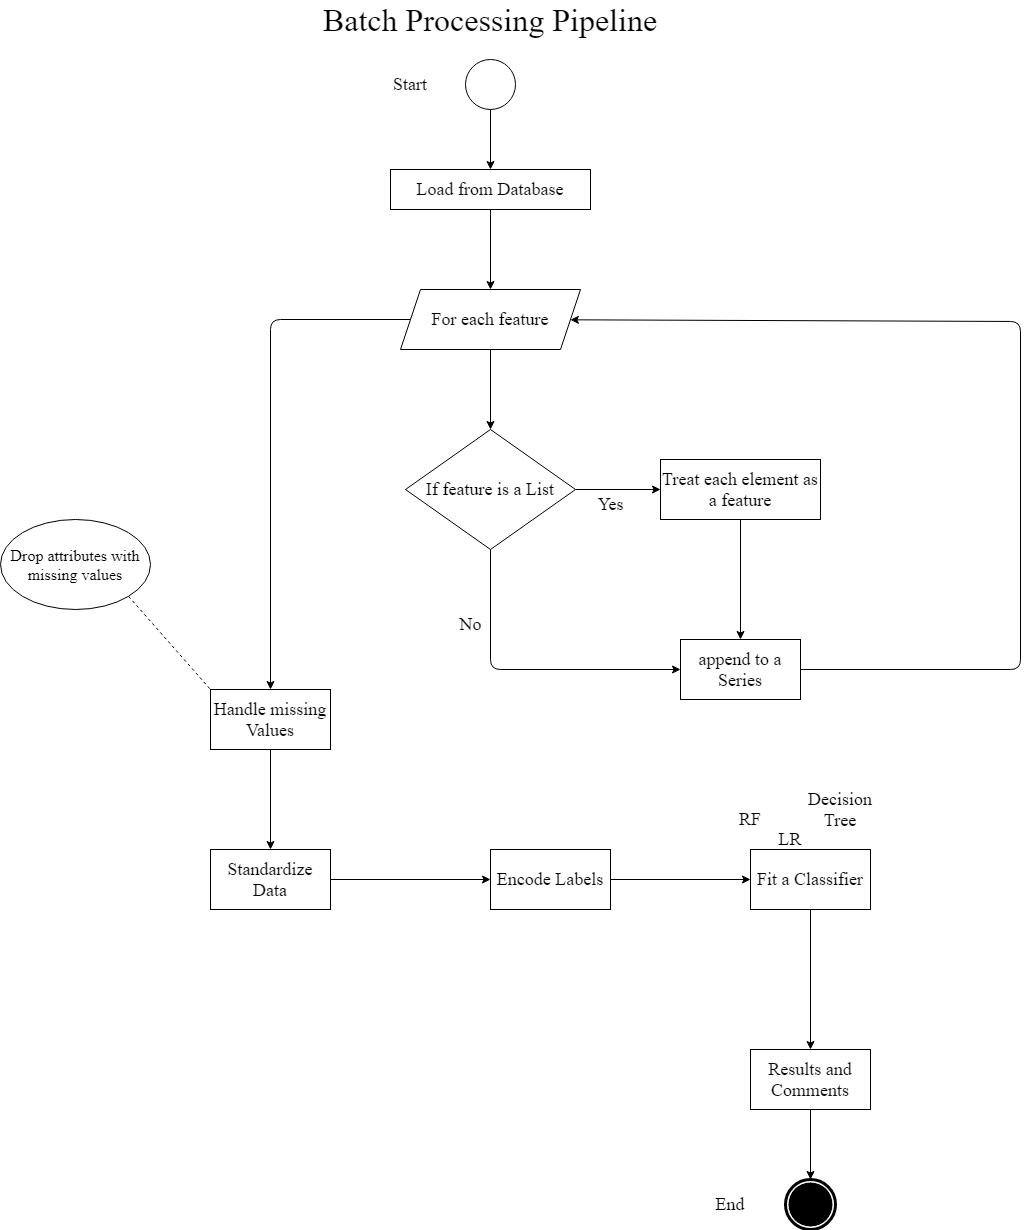 Batch Processing Pipeline
Start
Load from Database
For each feature
If feature is a List
Yes
Treat each element as
a feature
Drop attributes with
missing values
No
append to a
Series
Handle missing
Values
RF
Decision
Tree
LR
Standardize
Data
Encode Labels
Fit a Classifier
Results and
Comments
End